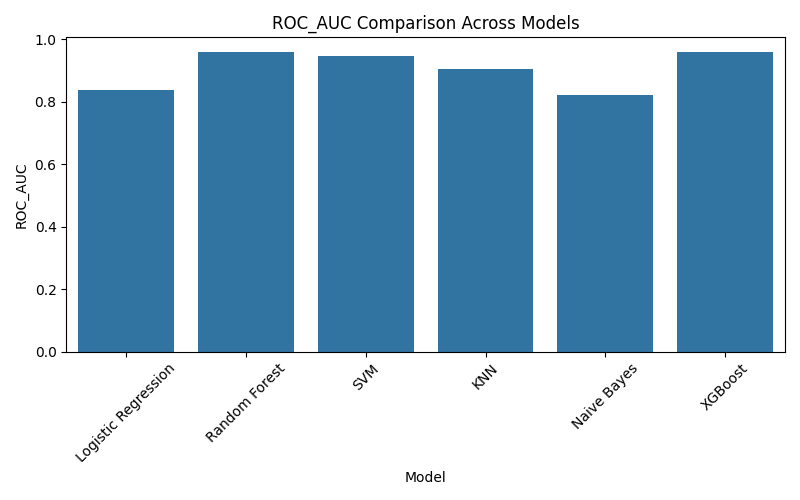 ROC_AUC Comparison Across Models
ROC_AUC
1.0
0.8
0.6
0.4
0.2
0.0
Logistic Regression
Random Forest
SVM
KNN
Naive Bayes
XGBoost
Model